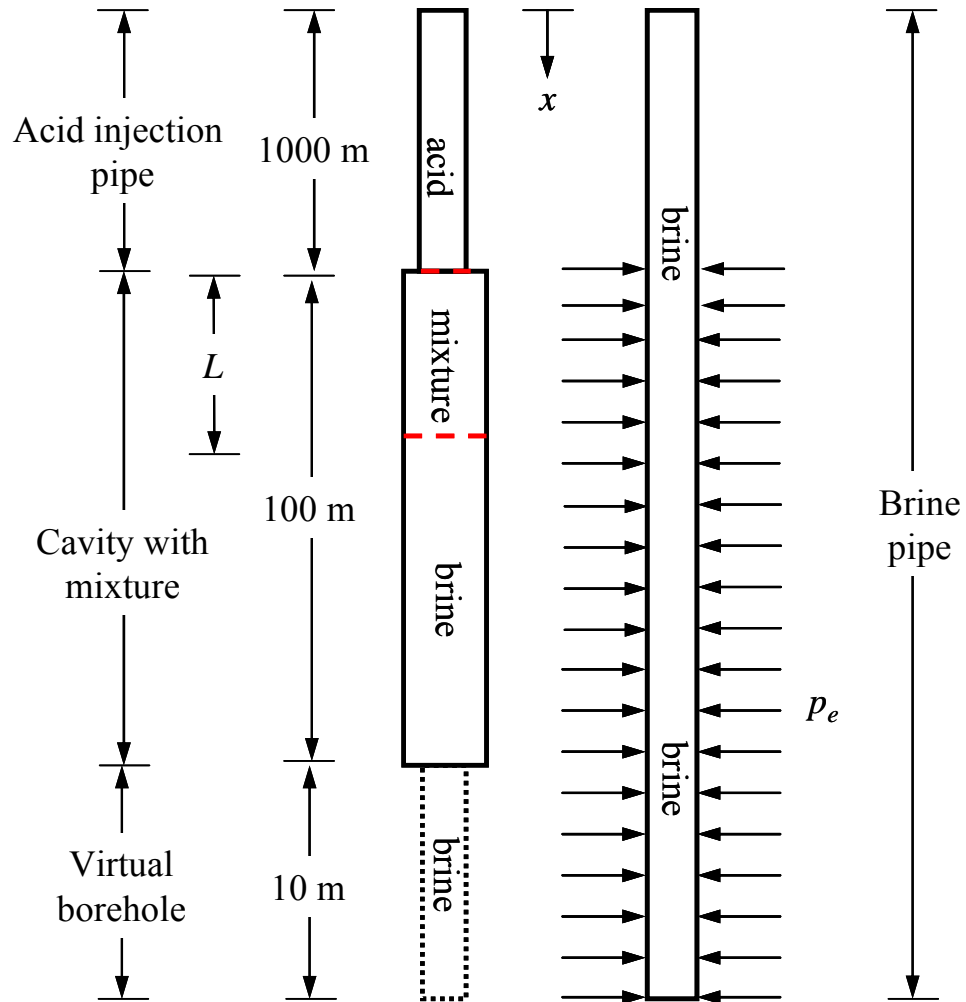 Acid injection
pipe
1000 m
acid
x
brine
L
mixture
Cavity with
mixture
100 m
brine
Brine
pipe
p_e
brine
Virtual
borehole
10 m
brine